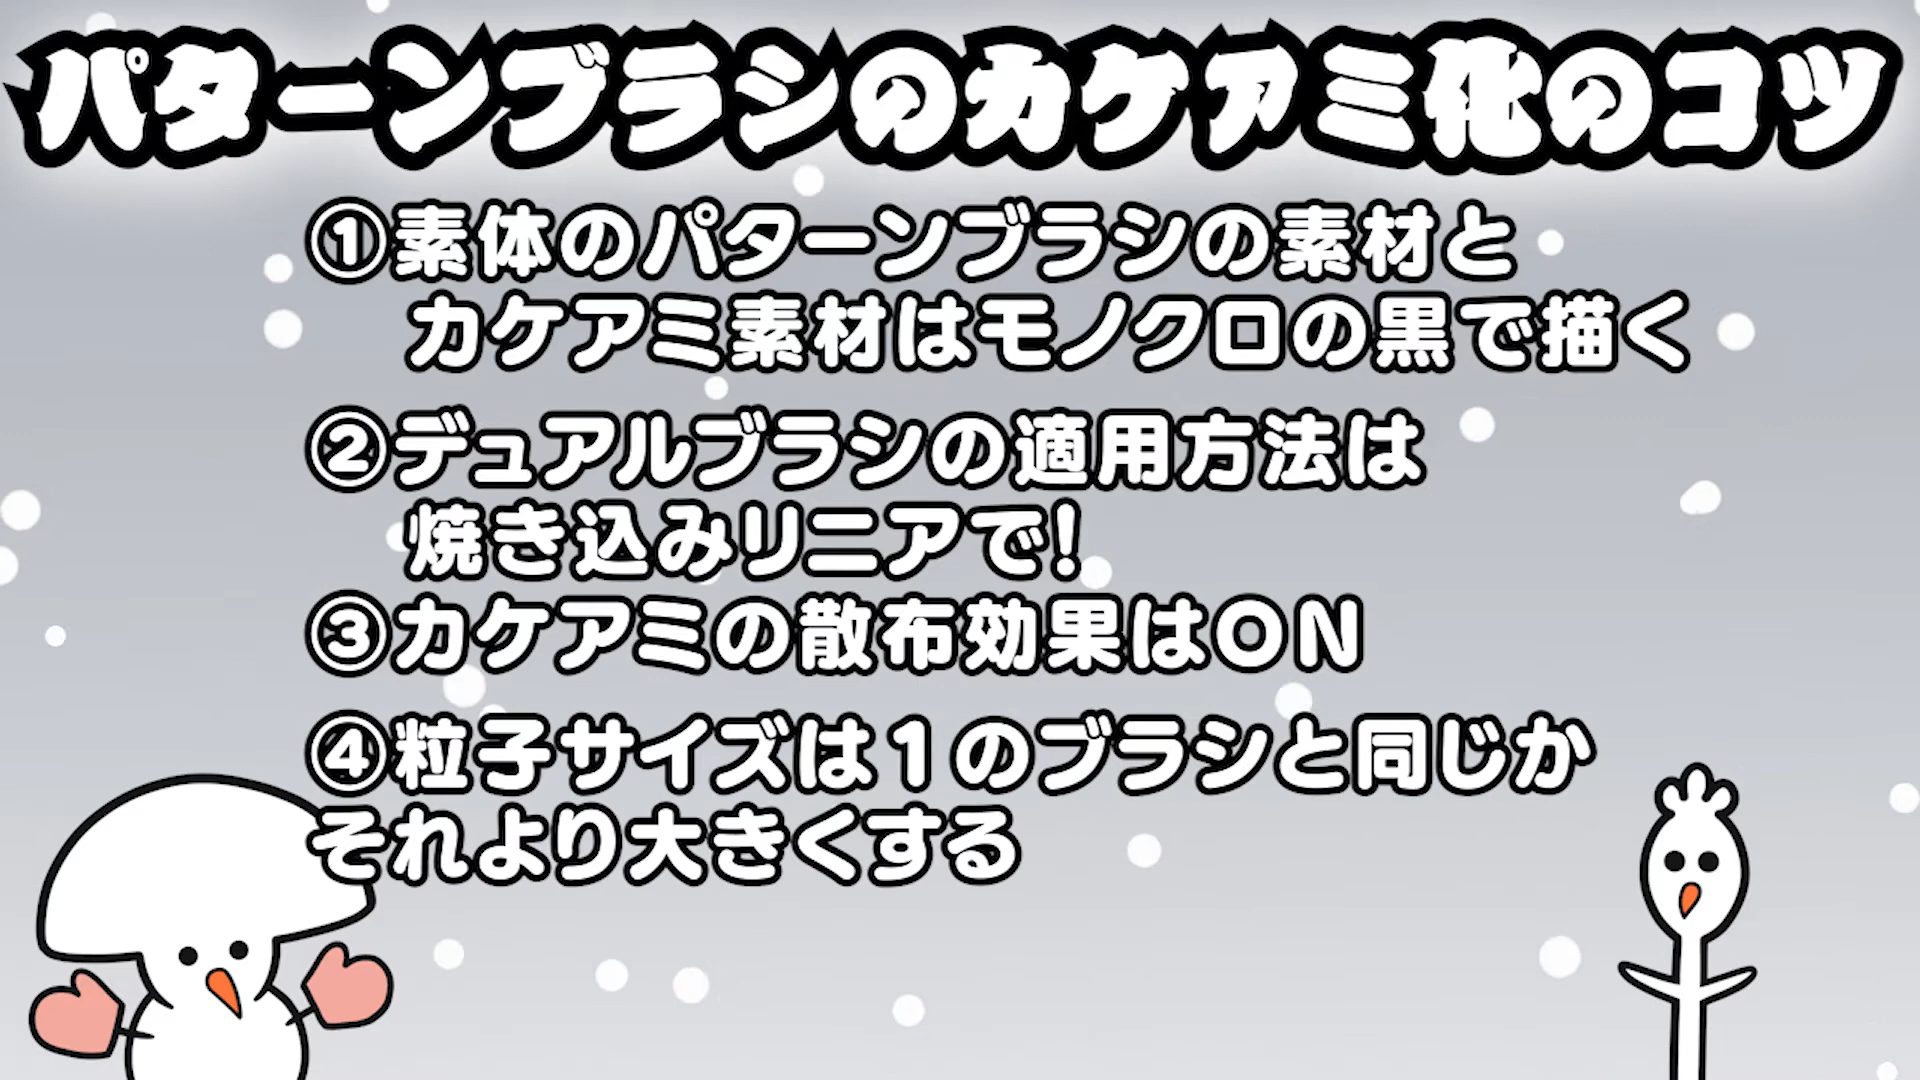 パターンブラシのカケアミ化のコツ
①素体のパターンブラシの素材と
カケアミ素材はモノクロの黒で描く
②デュアルブラシの適用方法は
焼き込みリニアで!
③カケアミの散布効果はON
④粒子サイズは1のブラシと同じか
それより大きくする